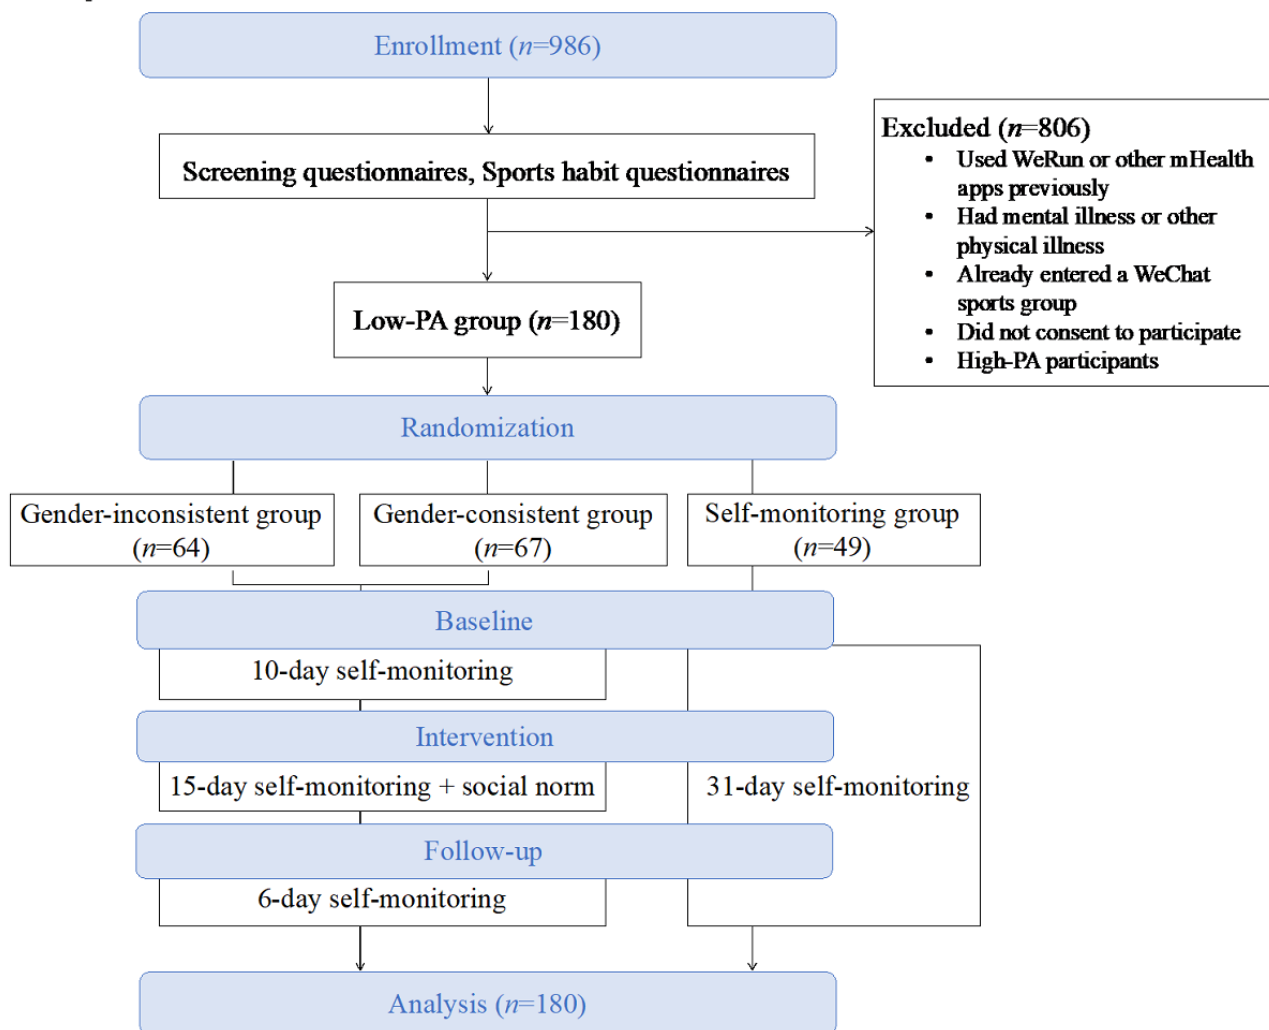 Enrollment (n=986)
Screening questionnaires, Sports habit questionnaires
Excluded (n=806)
• Used WeRun or other mHealth
apps previously
• Had mental illness or other
physical illness
• Already entered a WeChat
sports group
• Did not consent to participate
• High-PA participants
Low-PA group (n=180)
Randomization
Gender-inconsistent group
(n=64)
Gender-consistent group
(n=67)
Self-monitoring group
(n=49)
Baseline
10-day self-monitoring
Intervention
15-day self-monitoring + social norm
31-day self-monitoring
Follow-up
6-day self-monitoring
Analysis (n=180)